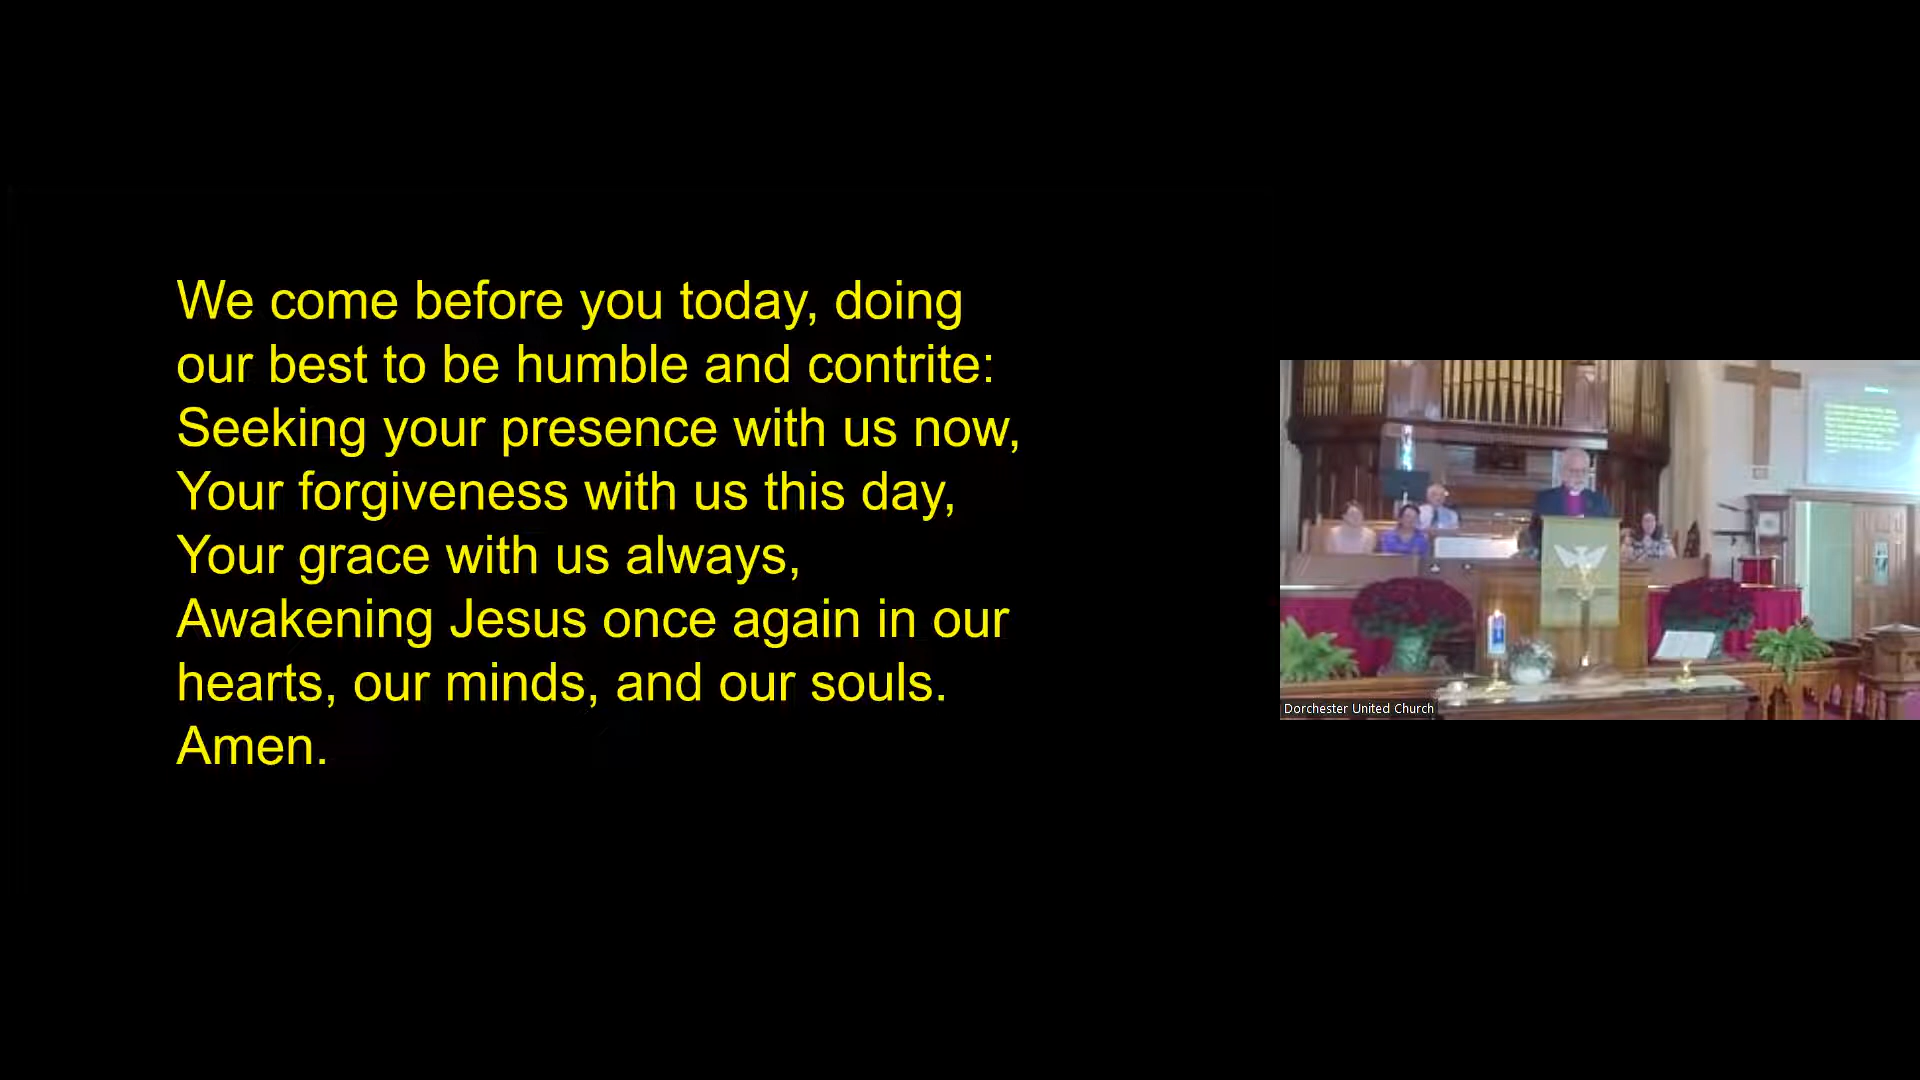 We come before you today, doing
our best to be humble and contrite:
Seeking your presence with us now,
Your forgiveness with us this day,
Your grace with us always,
Awakening Jesus once again in our
hearts, our minds, and our souls.
Amen.
Dorchester United Church